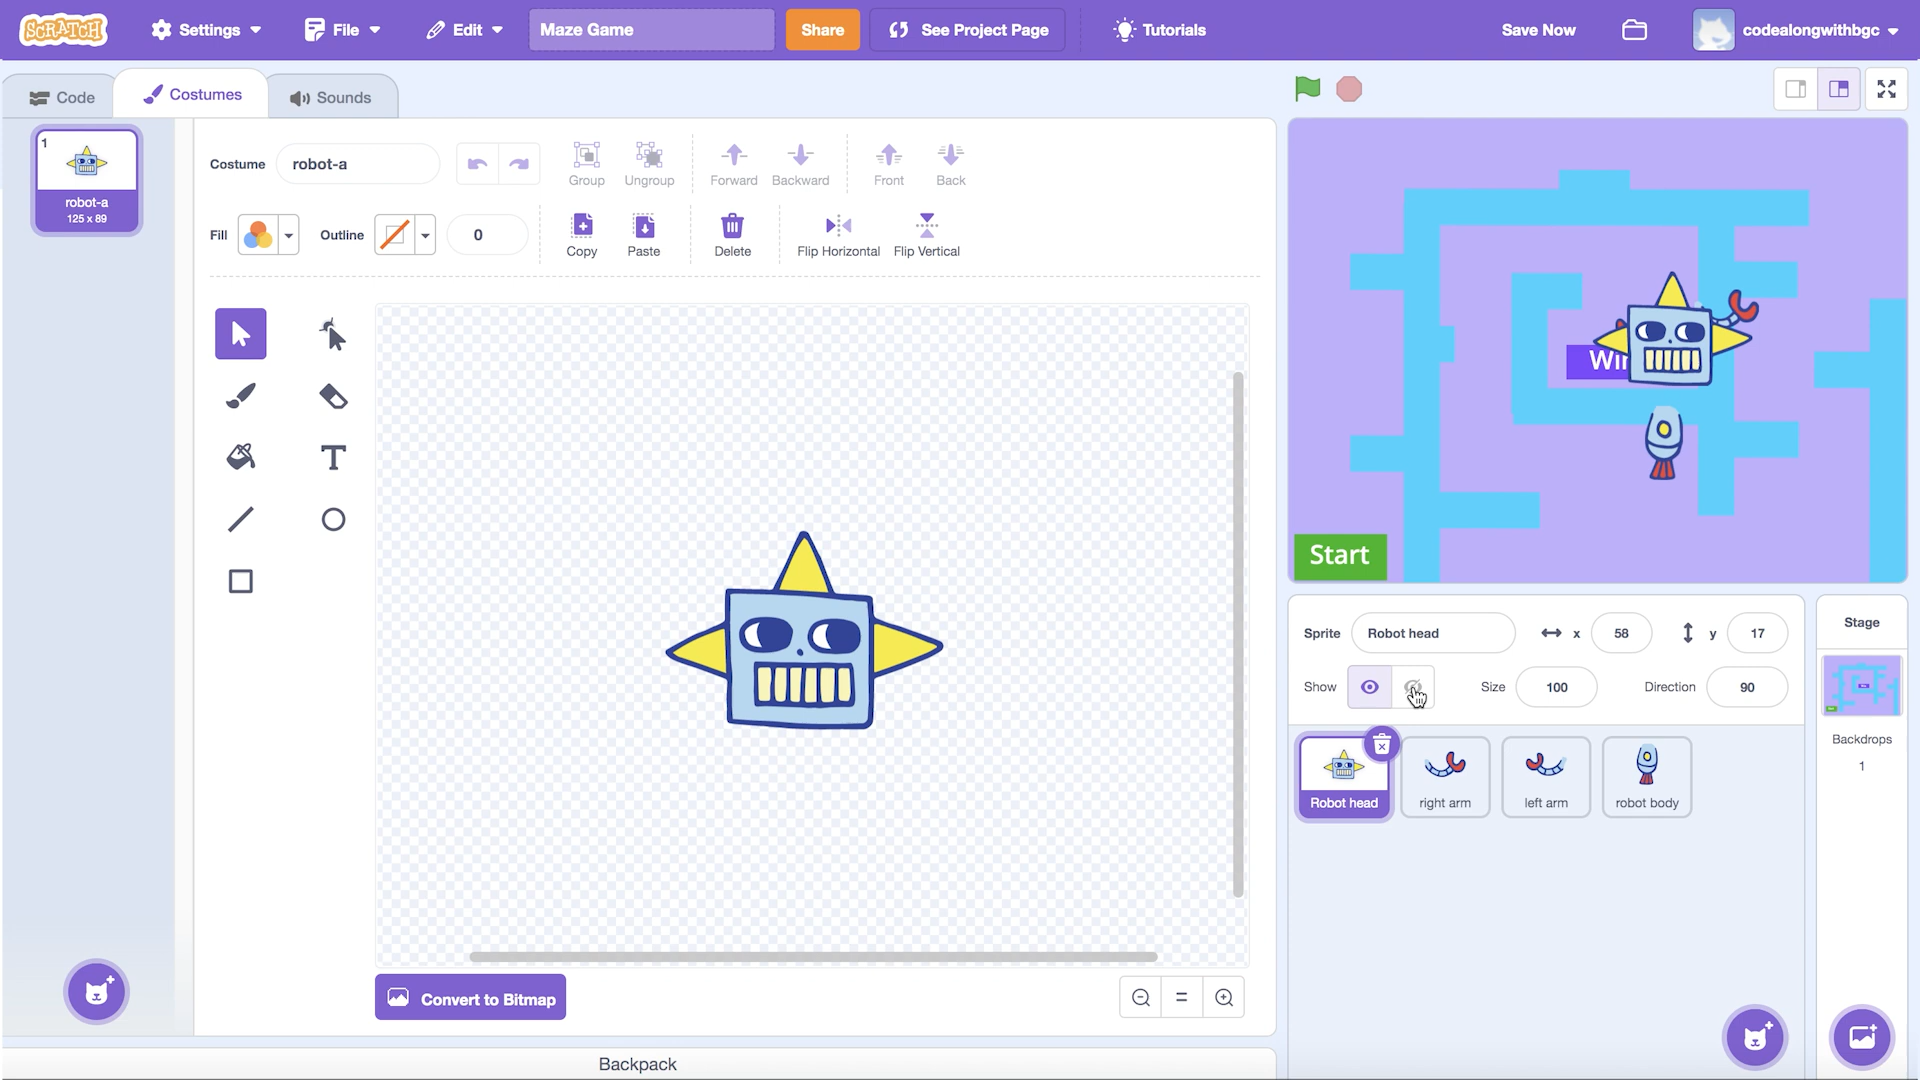 SCRATCH Settings File Edit Maze Game Share See Project Page Tutorials Save Now codealongwithbgc
Code Costumes Sounds
1
robot-a
125 x 89
Costume robot-a
Group Ungroup Forward Backward Front Back
Fill Outline 0
Copy Paste Delete Flip Horizontal Flip Vertical
T
Convert to Bitmap
Backpack
Start
Sprite Robot head x 58 y 17
Show Size 100 Direction 90
Robot head right arm left arm robot body
Stage
Backdrops
1